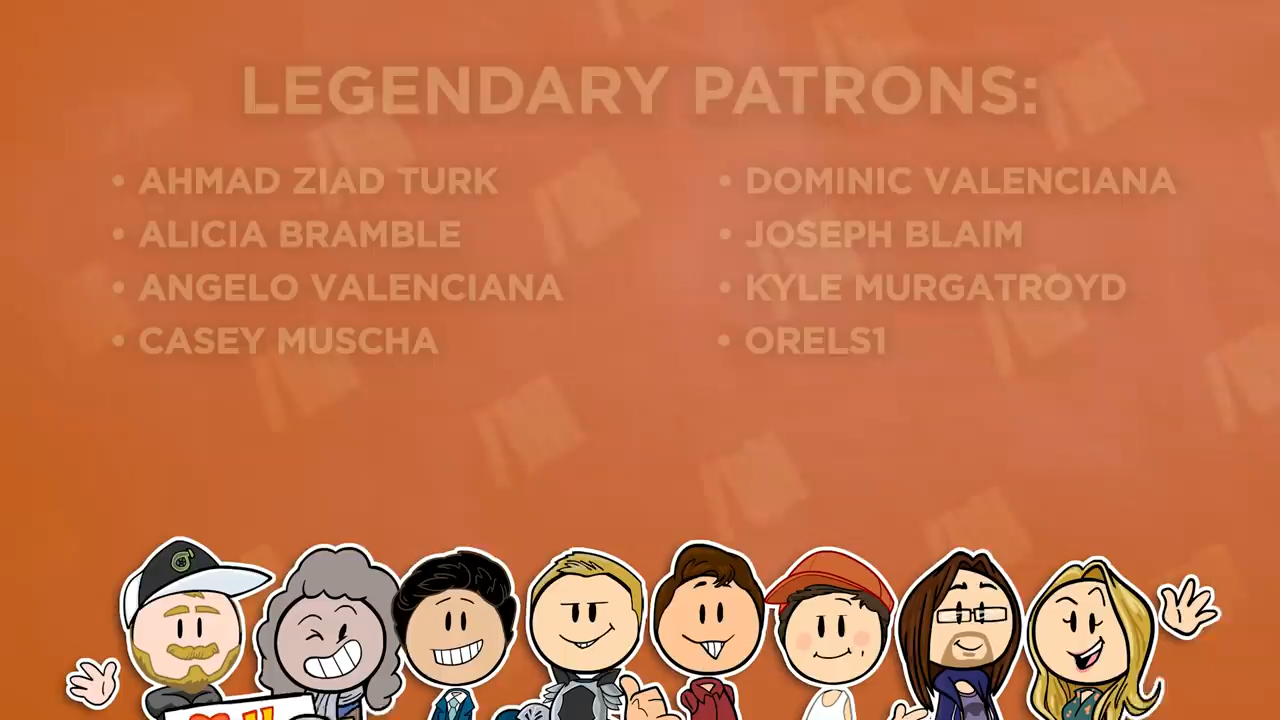 LEGENDARY PATRONS:
• AHMAD ZIAD TURK
• ALICIA BRAMBLE
• ANGELO VALENCIANA
• CASEY MUSCHA
• DOMINIC VALENCIANA
• JOSEPH BLAIM
• KYLE MURGATROYD
• ORELS1